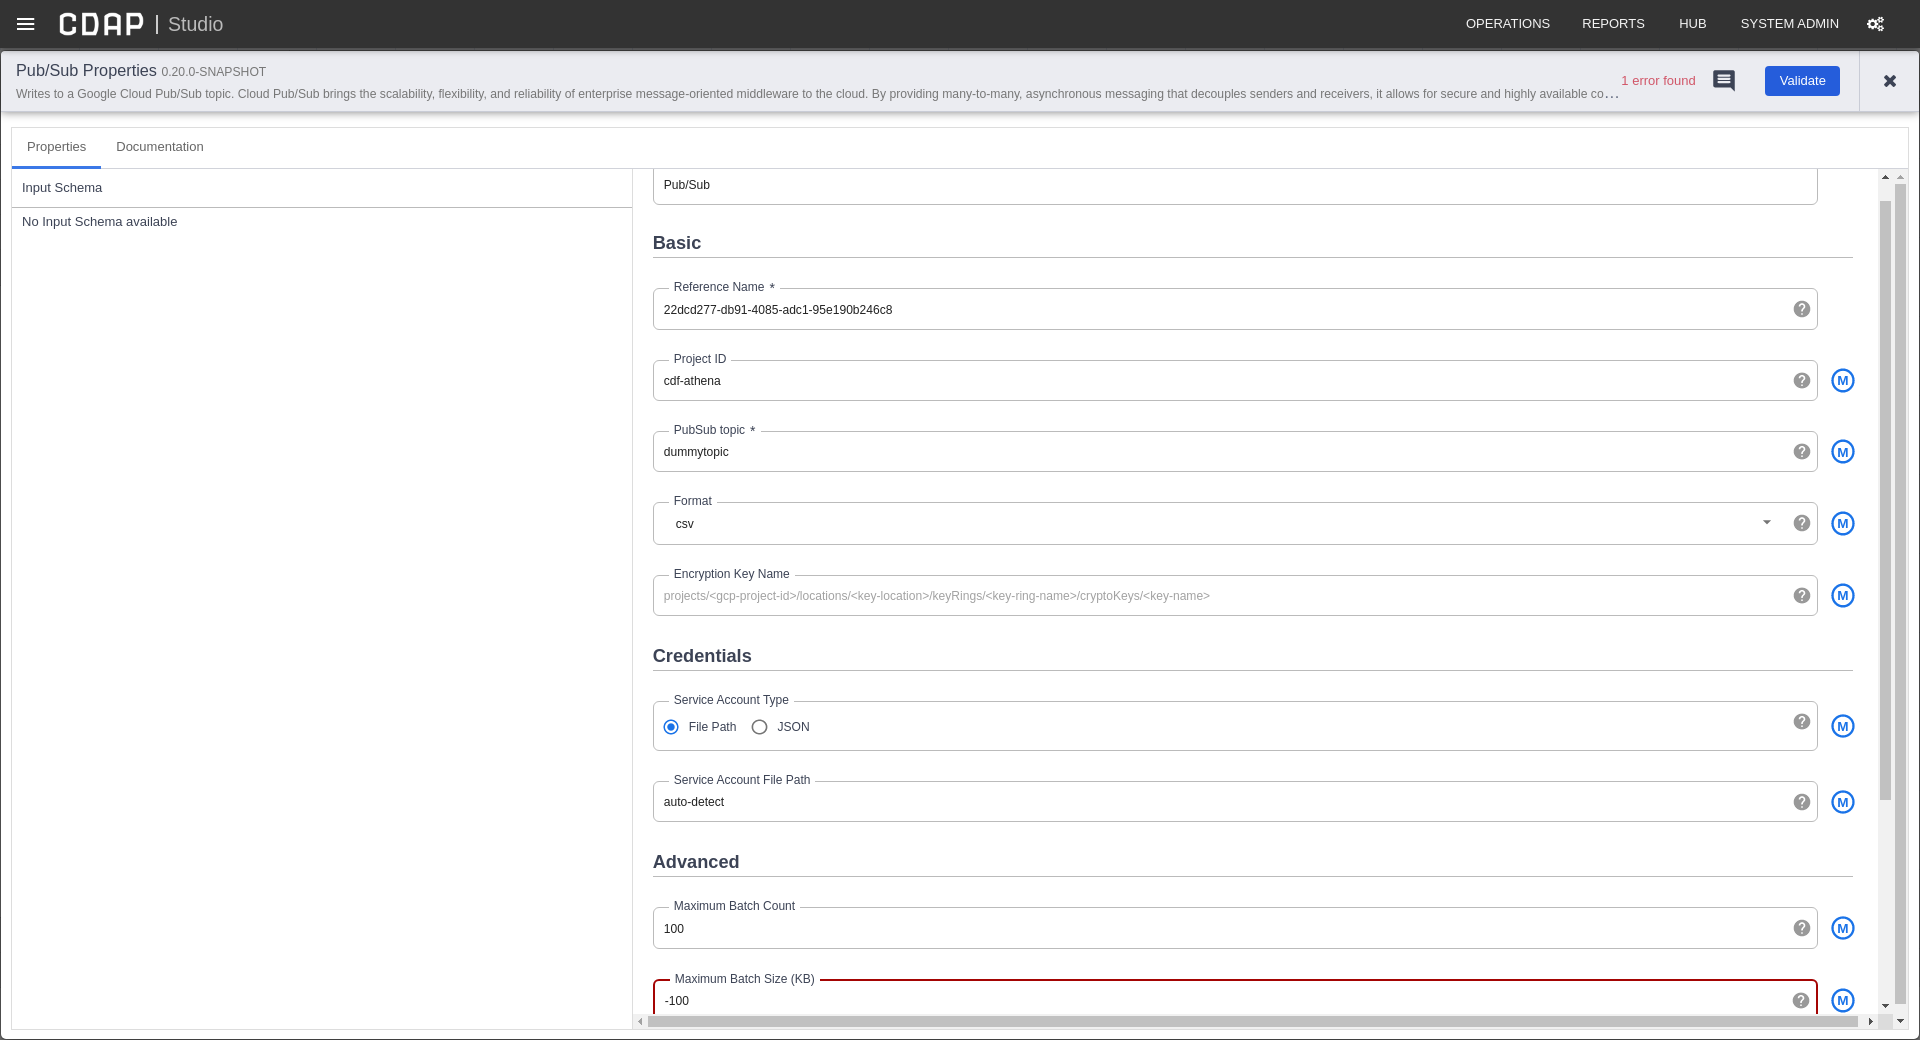 CDAP | Studio
OPERATIONS REPORTS HUB SYSTEM ADMIN
Pub/Sub Properties 0.20.0-SNAPSHOT
Writes to a Google Cloud Pub/Sub topic. Cloud Pub/Sub brings the scalability, flexibility, and reliability of enterprise message-oriented middleware to the cloud. By providing many-to-many, asynchronous messaging that decouples senders and receivers, it allows for secure and highly available co...
1 error found
Validate
Properties Documentation
Input Schema
No Input Schema available
Pub/Sub
Basic
Reference Name *
22dcd277-db91-4085-adc1-95e190b246c8
Project ID
cdf-athena
M
PubSub topic *
dummytopic
M
Format
csv
M
Encryption Key Name
projects/<gcp-project-id>/locations/<key-location>/keyRings/<key-ring-name>/cryptoKeys/<key-name>
M
Credentials
Service Account Type
File Path JSON
M
Service Account File Path
auto-detect
M
Advanced
Maximum Batch Count
100
M
Maximum Batch Size (KB)
-100
M